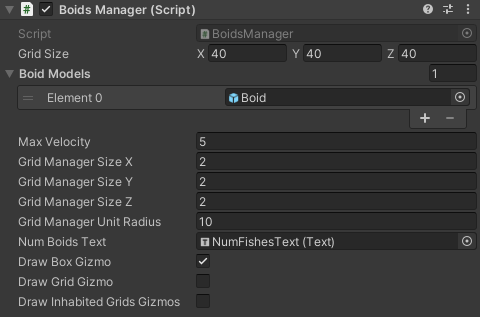 # Boids Manager (Script)
Script # BoidsManager
Grid Size X 40 Y 40 Z 40
Boid Models 1
Element 0 Boid
+ −
Max Velocity 5
Grid Manager Size X 2
Grid Manager Size Y 2
Grid Manager Size Z 2
Grid Manager Unit Radius 10
Num Boids Text T NumFishesText (Text)
Draw Box Gizmo
Draw Grid Gizmo
Draw Inhabited Grids Gizmos